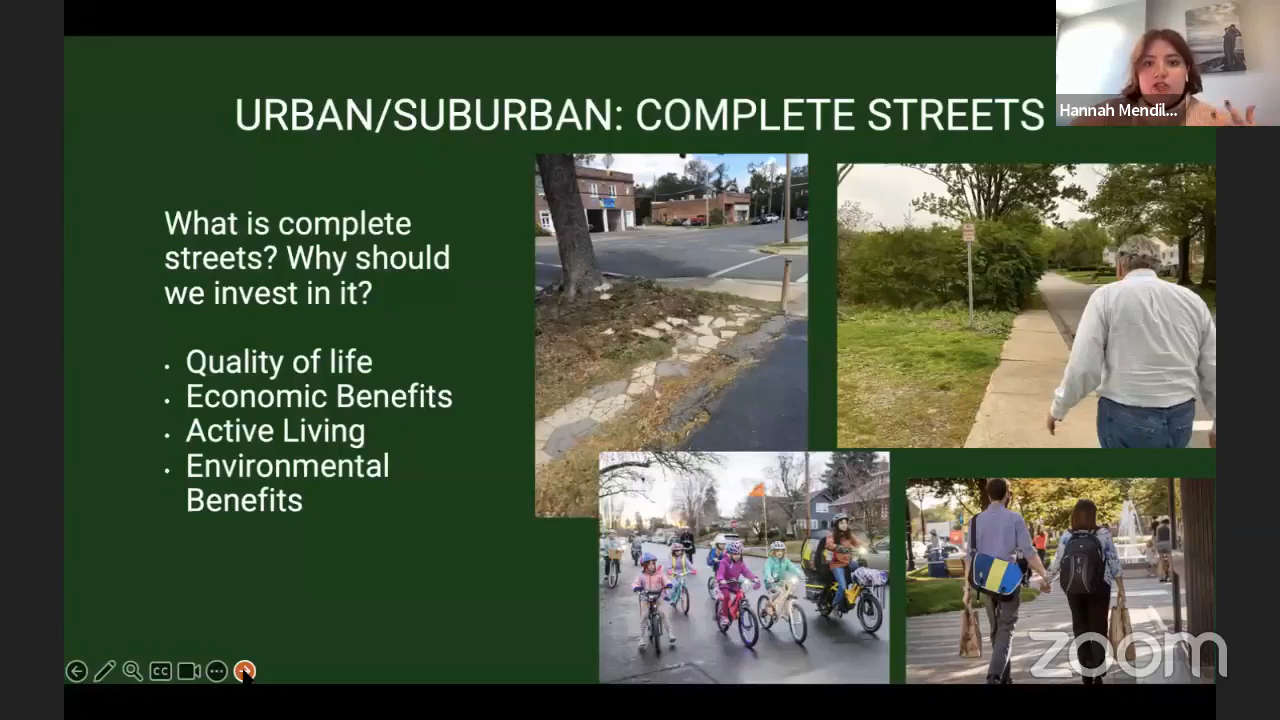 URBAN/SUBURBAN: COMPLETE STREETS
Hannah Mendil...
What is complete
streets? Why should
we invest in it?
• Quality of life
• Economic Benefits
• Active Living
• Environmental
Benefits
CC
zoom